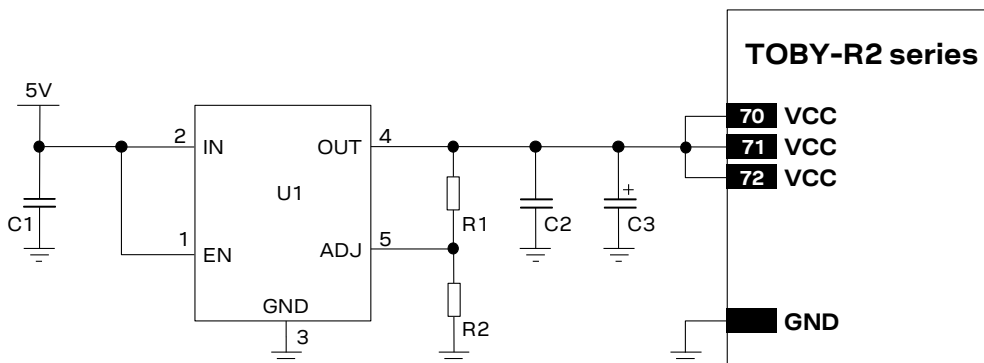 TOBY-R2 series
5V
70 VCC
2 IN OUT 4
71 VCC
72 VCC
U1
+
C1 R1 C2 C3
1 EN ADJ 5
GND
3
R2
GND